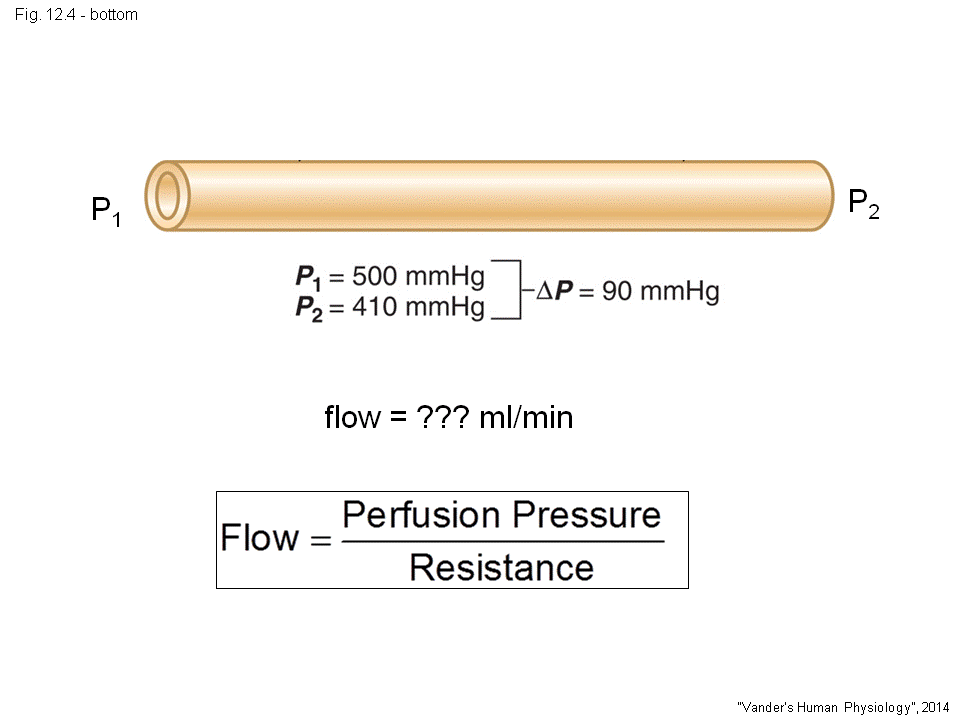 Fig. 12.4 - bottom
P1
P2
P1 = 500 mmHg
P2 = 410 mmHg
ΔP = 90 mmHg
flow = ??? ml/min
Flow = Perfusion Pressure
Resistance
"Vander's Human Physiology", 2014